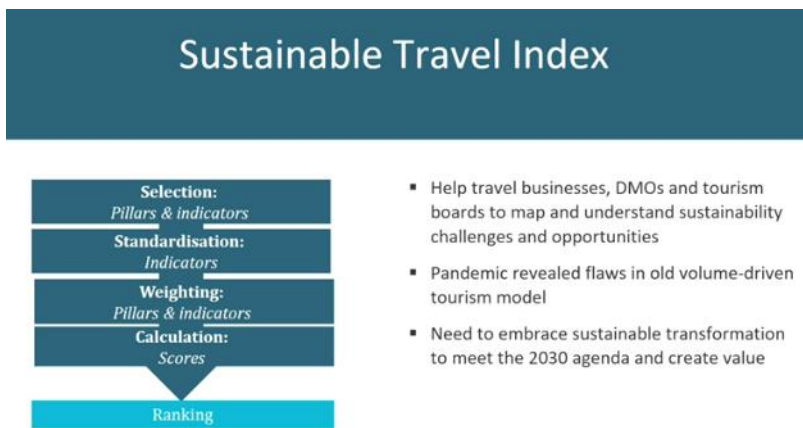 Sustainable Travel Index
Selection:
Pillars & indicators
Standardisation:
Indicators
Weighting:
Pillars & indicators
Calculation:
Scores
Ranking
▪ Help travel businesses, DMOs and tourism
boards to map and understand sustainability
challenges and opportunities
▪ Pandemic revealed flaws in old volume-driven
tourism model
▪ Need to embrace sustainable transformation
to meet the 2030 agenda and create value